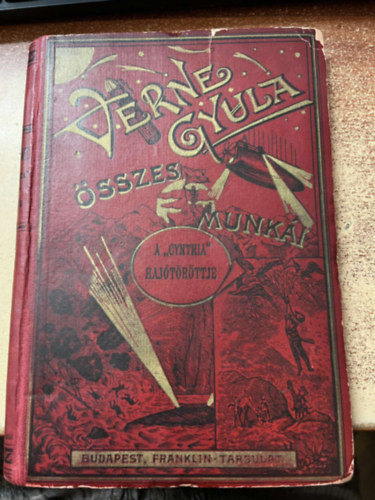 VERNE
GYULA
ÖSSZES
MUNKÁI
A „CYNTHIA"
HAJÓTÖRÖTTJE
BUDAPEST, FRANKLIN-TÁRSULAT.